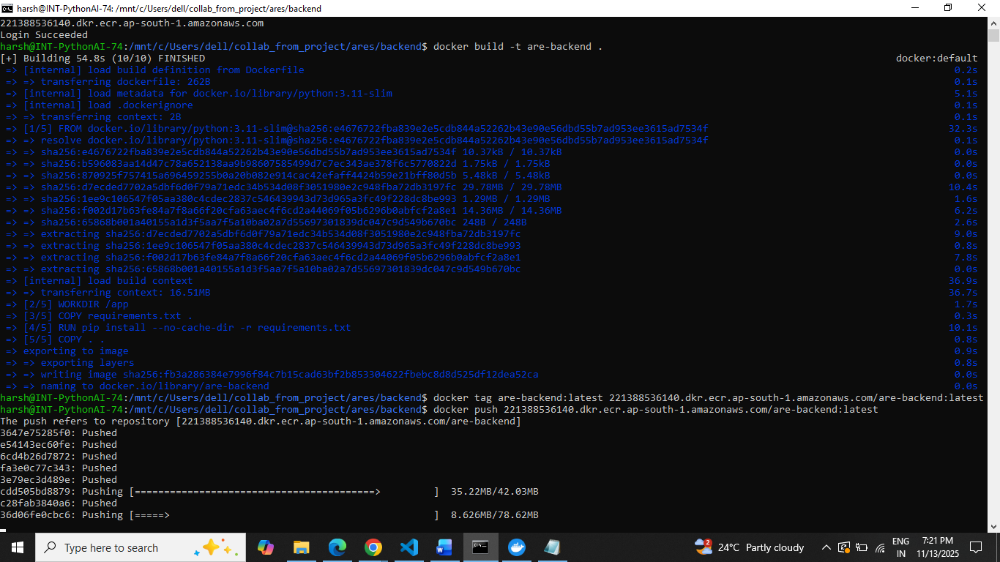 harsh@INT-PythonAI-74: /mnt/c/Users/dell/collab_from_project/ares/backend
221388536140.dkr.ecr.ap-south-1.amazonaws.com
Login Succeeded
harsh@INT-PythonAI-74:/mnt/c/Users/dell/collab_from_project/ares/backend$ docker build -t are-backend .
[+] Building 54.8s (10/10) FINISHED docker:default
=> [internal] load build definition from Dockerfile 0.2s
=> => transferring dockerfile: 262B 0.1s
=> [internal] load metadata for docker.io/library/python:3.11-slim 5.1s
=> [internal] load .dockerignore 0.1s
=> => transferring context: 2B 0.1s
=> [1/5] FROM docker.io/library/python:3.11-slim@sha256:e4676722fba839e2e5cdb844a52262b43e90e56dbd55b7ad953ee3615ad7534f 32.3s
=> => resolve docker.io/library/python:3.11-slim@sha256:e4676722fba839e2e5cdb844a52262b43e90e56dbd55b7ad953ee3615ad7534f 0.1s
=> => sha256:e4676722fba839e2e5cdb844a52262b43e90e56dbd55b7ad953ee3615ad7534f 10.37kB / 10.37kB 0.0s
=> => sha256:b596083aa14d47c78a652138aa9b98607585499d7c7ec343ae378f6c5770822d 1.75kB / 1.75kB 0.0s
=> => sha256:870925f757415a696459255b0a20b082e914cac42efaff4424b59e21bff80d5b 5.48kB / 5.48kB 0.0s
=> => sha256:d7ecded7702a5dbf6d0f79a71edc34b534d08f3051980e2c948fba72db3197fc 29.78MB / 29.78MB 10.4s
=> => sha256:1ee9c106547f05aa380c4cdec2837c546439943d73d965a3fc49f228dc8be993 1.29MB / 1.29MB 1.6s
=> => sha256:f002d17b63fe84a7f8a66f20cfa63aec4f6cd2a44069f05b6296b0abfcf2a8e1 14.36MB / 14.36MB 6.2s
=> => sha256:65868b001a40155a1d3f5aa7f5a10ba02a7d55697301839dc047c9d549b670bc 248B / 248B 2.6s
=> => extracting sha256:d7ecded7702a5dbf6d0f79a71edc34b534d08f3051980e2c948fba72db3197fc 9.0s
=> => extracting sha256:1ee9c106547f05aa380c4cdec2837c546439943d73d965a3fc49f228dc8be993 0.8s
=> => extracting sha256:f002d17b63fe84a7f8a66f20cfa63aec4f6cd2a44069f05b6296b0abfcf2a8e1 7.8s
=> => extracting sha256:65868b001a40155a1d3f5aa7f5a10ba02a7d55697301839dc047c9d549b670bc 0.0s
=> [internal] load build context 36.9s
=> => transferring context: 16.51MB 36.7s
=> [2/5] WORKDIR /app 1.7s
=> [3/5] COPY requirements.txt . 0.3s
=> [4/5] RUN pip install --no-cache-dir -r requirements.txt 10.1s
=> [5/5] COPY . . 0.8s
=> exporting to image 0.9s
=> => exporting layers 0.8s
=> => writing image sha256:fb3a286384e7996f84c7b15cad63bf2b853304622fbebc8d8d525df12dea52ca 0.0s
=> => naming to docker.io/library/are-backend 0.0s
harsh@INT-PythonAI-74:/mnt/c/Users/dell/collab_from_project/ares/backend$ docker tag are-backend:latest 221388536140.dkr.ecr.ap-south-1.amazonaws.com/are-backend:latest
harsh@INT-PythonAI-74:/mnt/c/Users/dell/collab_from_project/ares/backend$ docker push 221388536140.dkr.ecr.ap-south-1.amazonaws.com/are-backend:latest
The push refers to repository [221388536140.dkr.ecr.ap-south-1.amazonaws.com/are-backend]
3647e75285f0: Pushed
e54143ec60fe: Pushed
6cd4b26d7872: Pushed
fa3e0c77c343: Pushed
3e79ec3d489e: Pushed
cdd505bd8879: Pushing [=========================================>         ]  35.22MB/42.03MB
c28fab3840a6: Pushed
36d06fe0cbc6: Pushing [=====>                                             ]  8.626MB/78.62MB
Type here to search
2
24°C Partly cloudy
ENG
IN
7:21 PM
11/13/2025